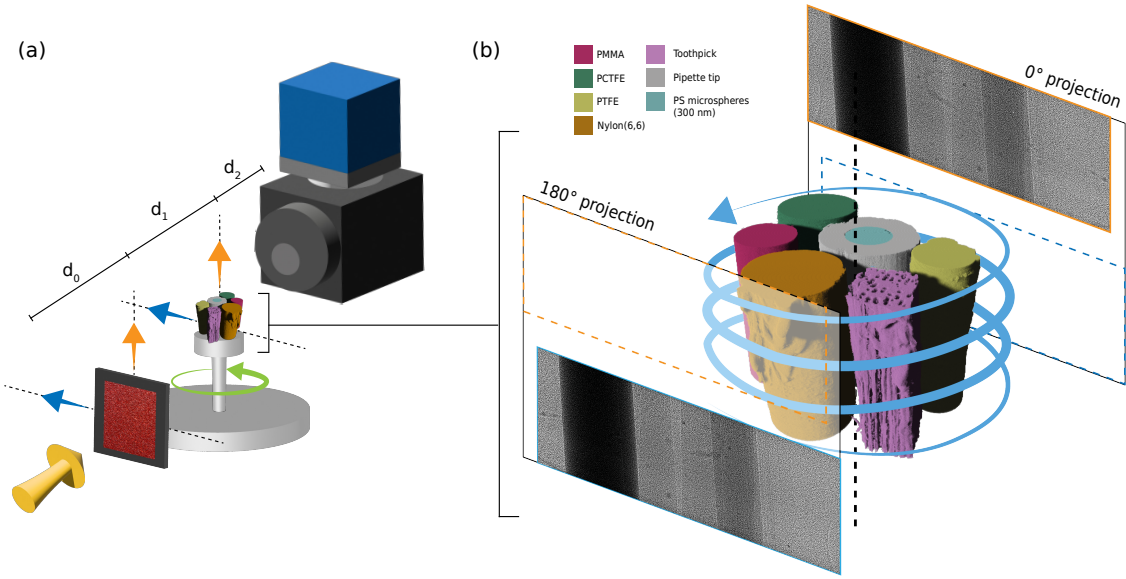 (a)
d0
d1
d2
(b)
PMMA
PCTFE
PTFE
Nylon(6,6)
Toothpick
Pipette tip
PS microspheres
(300 nm)
0° projection
180° projection